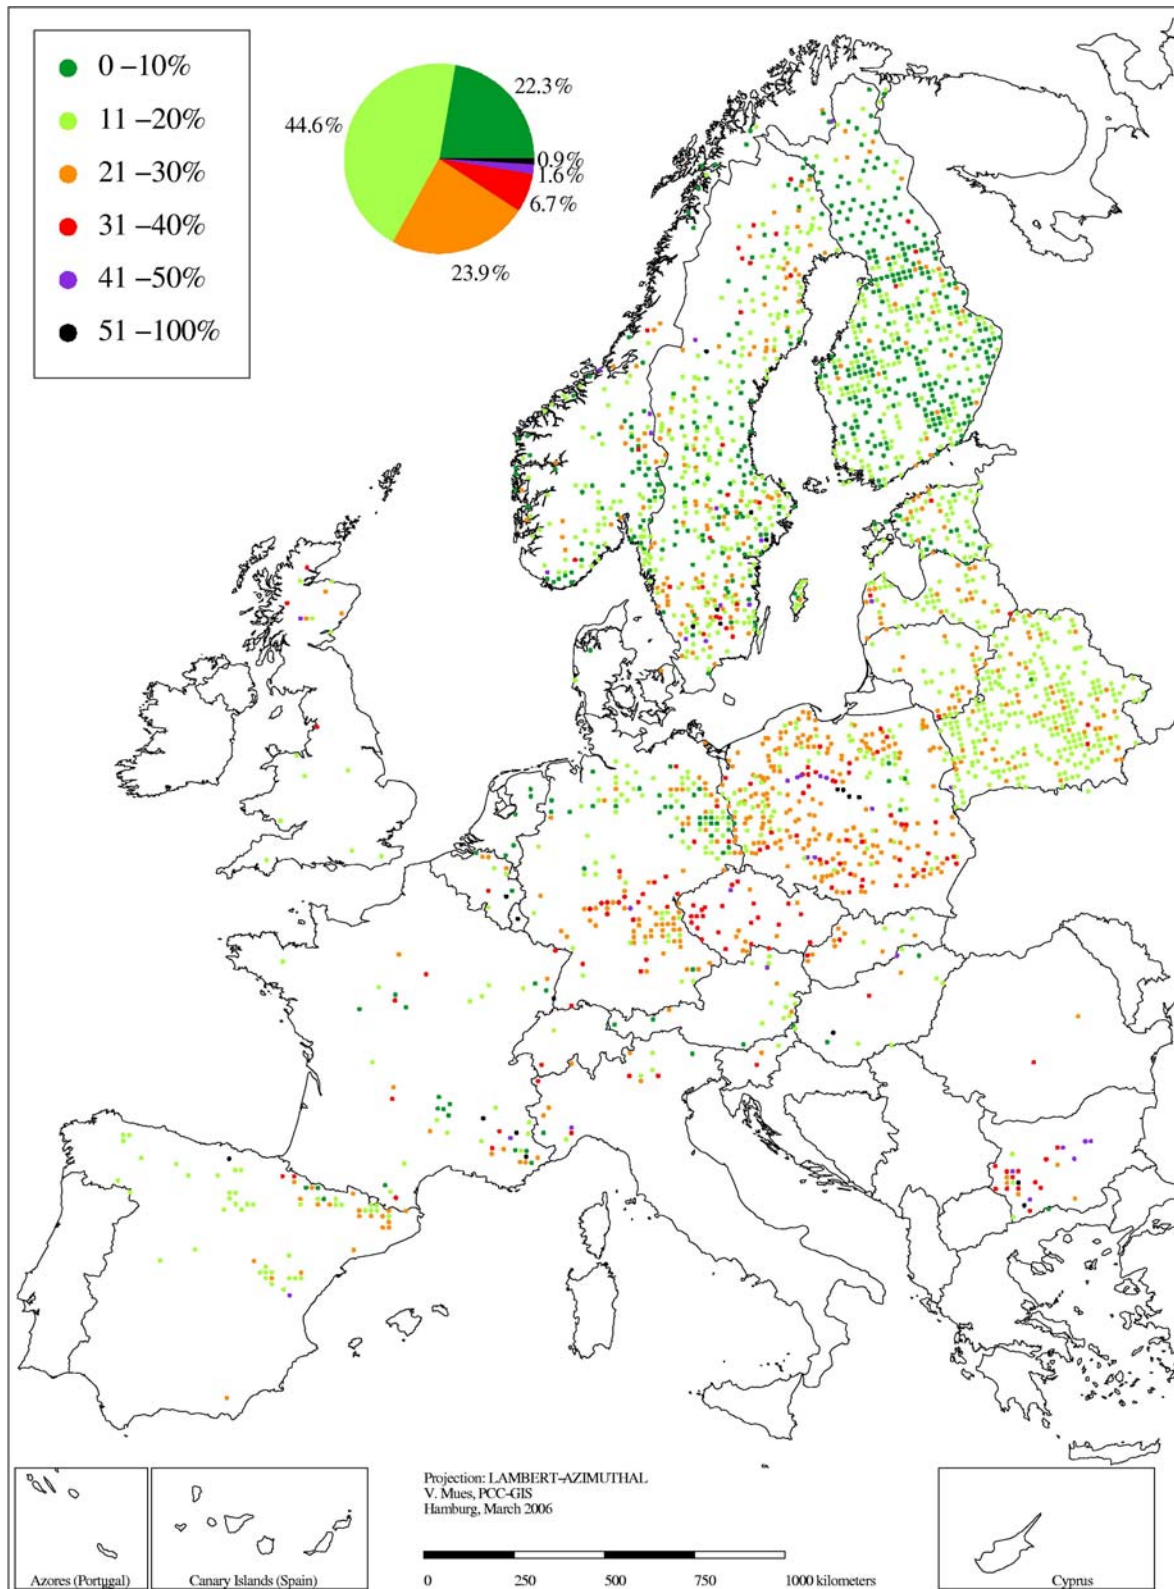 0 –10%
11 –20%
21 –30%
31 –40%
41 –50%
51 –100%
44.6%
22.3%
0.9%
1.6%
6.7%
23.9%
Projection: LAMBERT-AZIMUTHAL
V. Mues, PCC-GIS
Hamburg, March 2006
0 250 500 750 1000 kilometers
Azores (Portugal)
Canary Islands (Spain)
Cyprus